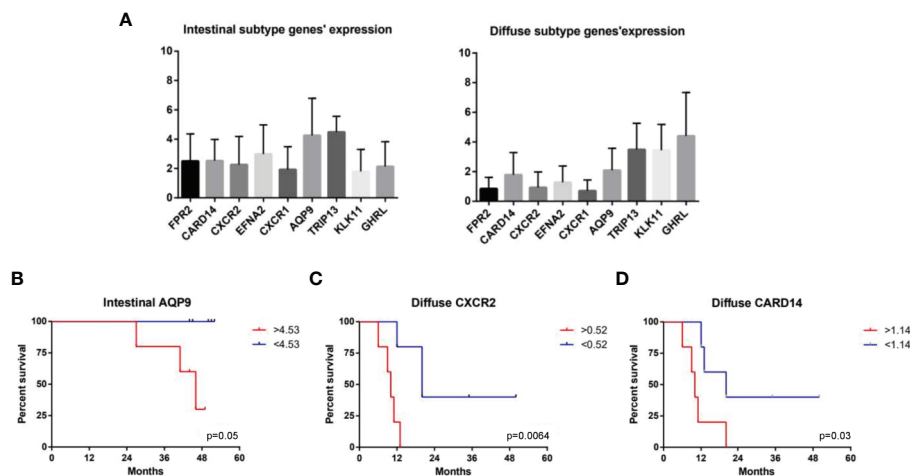 A
Intestinal subtype genes' expression
10
8
6
4
2
0
FPR2
CARD14
CXCR2
EFNA2
CXCR1
AQP9
TRIP13
KLK11
GHRL
Diffuse subtype genes'expression
10
8
6
4
2
0
FPR2
CARD14
CXCR2
EFNA2
CXCR1
AQP9
TRIP13
KLK11
GHRL
B
Intestinal AQP9
Percent survival
100
75
50
25
0
0 12 24 36 48 60
Months
>4.53
<4.53
p=0.05
C
Diffuse CXCR2
Percent survival
100
75
50
25
0
0 12 24 36 48 60
Months
>0.52
<0.52
p=0.0064
D
Diffuse CARD14
Percent survival
100
75
50
25
0
0 12 24 36 48 60
Months
>1.14
<1.14
p=0.03